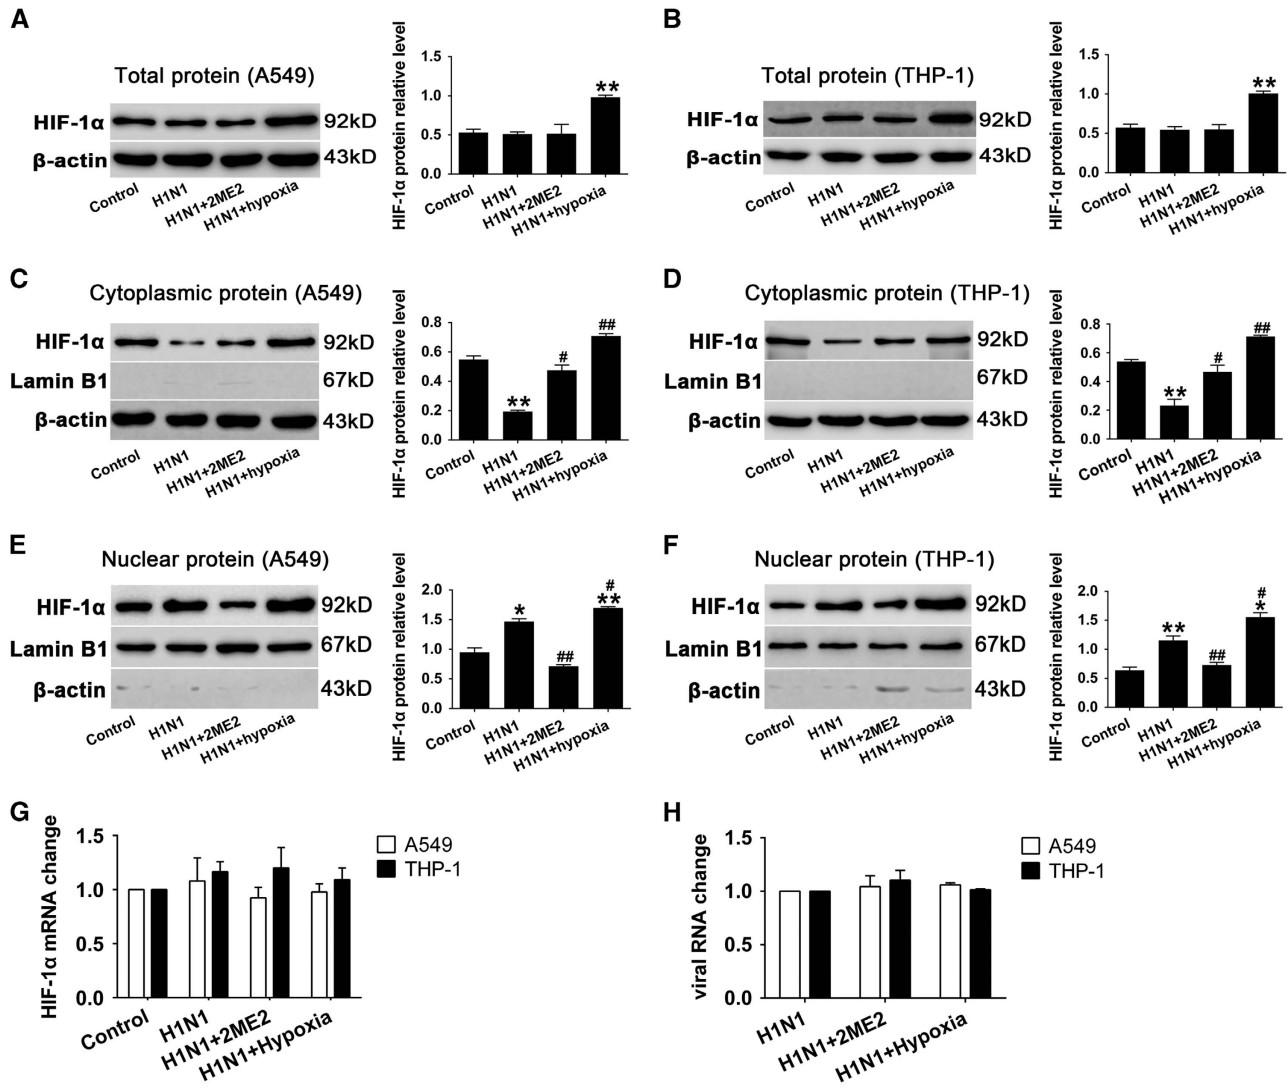 A
Total protein (A549)
HIF-1α 92kD
β-actin 43kD
Control H1N1 H1N1+2ME2 H1N1+hypoxia
HIF-1α protein relative level
1.5
1.0
0.5
0.0
**
Control H1N1 H1N1+2ME2 H1N1+hypoxia
B
Total protein (THP-1)
HIF-1α 92kD
β-actin 43kD
Control H1N1 H1N1+2ME2 H1N1+hypoxia
HIF-1α protein relative level
1.5
1.0
0.5
0.0
**
Control H1N1 H1N1+2ME2 H1N1+hypoxia
C
Cytoplasmic protein (A549)
HIF-1α 92kD
Lamin B1 67kD
β-actin 43kD
Control H1N1 H1N1+2ME2 H1N1+hypoxia
HIF-1α protein relative level
0.8
0.6
0.4
0.2
0.0
** # ##
Control H1N1 H1N1+2ME2 H1N1+hypoxia
D
Cytoplasmic protein (THP-1)
HIF-1α 92kD
Lamin B1 67kD
β-actin 43kD
Control H1N1 H1N1+2ME2 H1N1+hypoxia
HIF-1α protein relative level
0.8
0.6
0.4
0.2
0.0
** # ##
Control H1N1 H1N1+2ME2 H1N1+hypoxia
E
Nuclear protein (A549)
HIF-1α 92kD
Lamin B1 67kD
β-actin 43kD
Control H1N1 H1N1+2ME2 H1N1+hypoxia
HIF-1α protein relative level
2.0
1.5
1.0
0.5
0.0
* ## # **
Control H1N1 H1N1+2ME2 H1N1+hypoxia
F
Nuclear protein (THP-1)
HIF-1α 92kD
Lamin B1 67kD
β-actin 43kD
Control H1N1 H1N1+2ME2 H1N1+hypoxia
HIF-1α protein relative level
2.0
1.5
1.0
0.5
0.0
** ## # *
Control H1N1 H1N1+2ME2 H1N1+hypoxia
G
HIF-1α mRNA change
1.5
1.0
0.5
0.0
Control H1N1 H1N1+2ME2 H1N1+Hypoxia
A549
THP-1
H
viral RNA change
1.5
1.0
0.5
0.0
H1N1 H1N1+2ME2 H1N1+Hypoxia
A549
THP-1